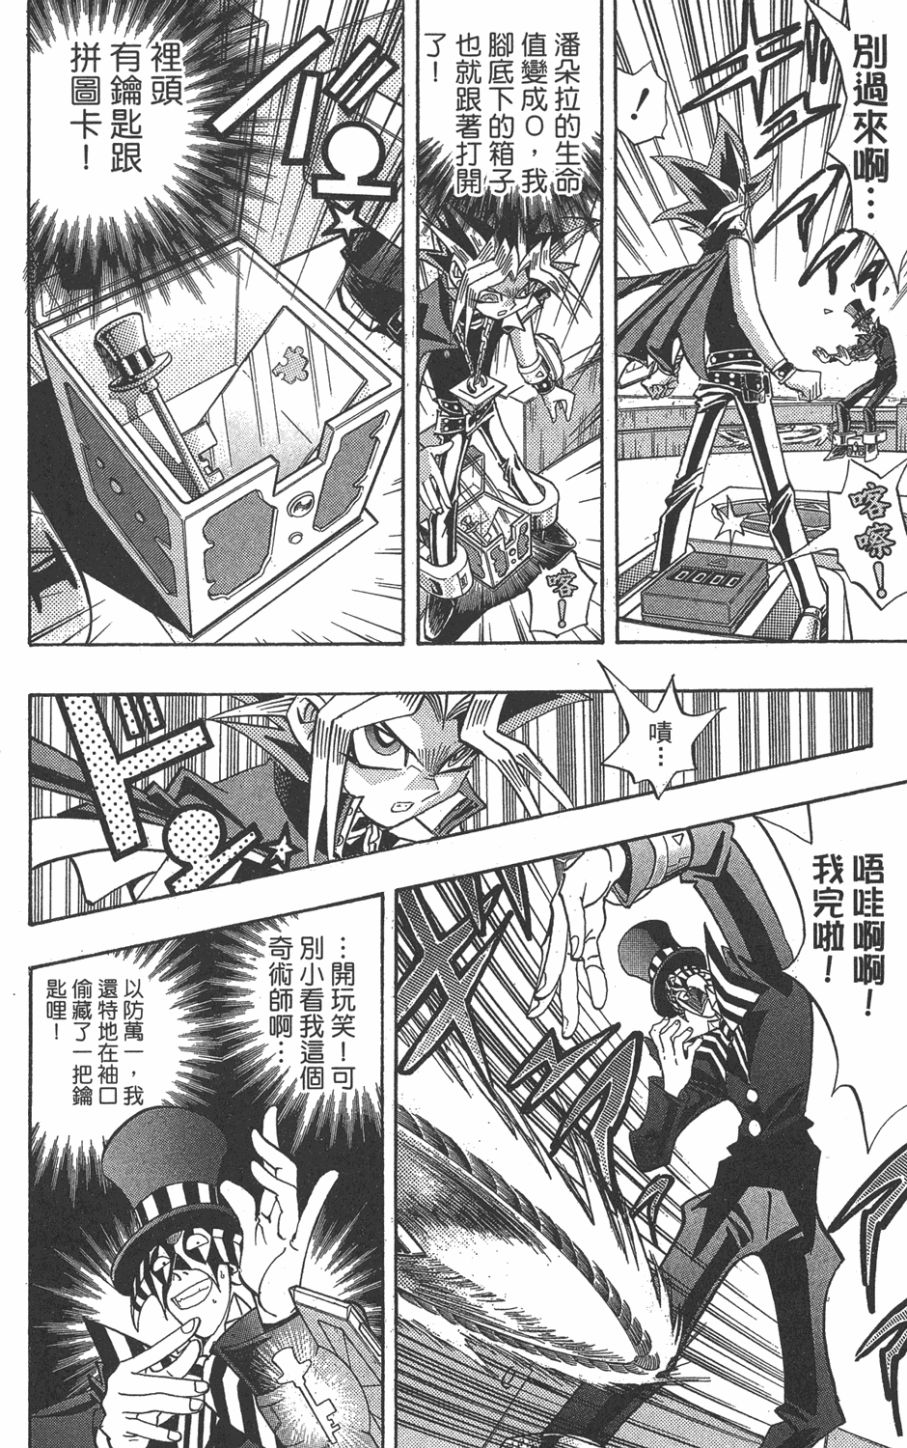 別過來啊…
！
喀嚓！
0000
潘朵拉的生命
值變成０，我
腳底下的箱子
也就跟著打開
了！
喀！
裡頭
有鑰匙跟
拼圖卡！
嘖…
唔哇啊啊！
我完啦！
…開玩笑！可
別小看我這個
奇術師啊…
以防萬一，我
還特地在袖口
偷藏了一把鑰
匙哩！